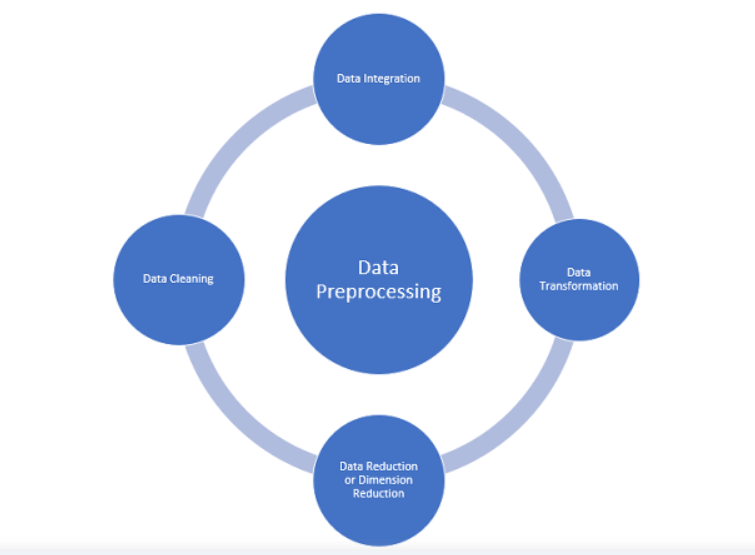 Data Integration
Data Cleaning
Data
Preprocessing
Data
Transformation
Data Reduction
or Dimension
Reduction